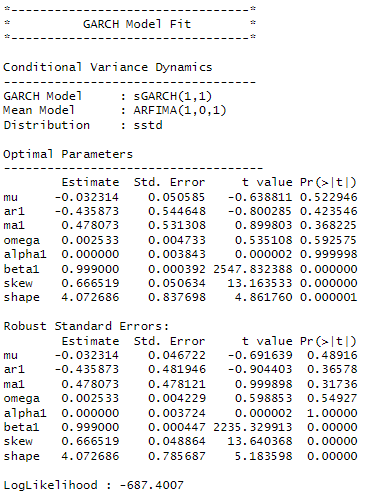 *---------------------------------*
*          GARCH Model Fit        *
*---------------------------------*
Conditional Variance Dynamics
-----------------------------------
GARCH Model     : sGARCH(1,1)
Mean Model      : ARFIMA(1,0,1)
Distribution    : sstd
Optimal Parameters
------------------------------------
        Estimate  Std. Error     t value Pr(>|t|)
mu     -0.032314    0.050585   -0.638811 0.522946
ar1    -0.435873    0.544648   -0.800285 0.423546
ma1     0.478073    0.531308    0.899803 0.368225
omega   0.002533    0.004733    0.535108 0.592575
alpha1  0.000000    0.003843    0.000002 0.999998
beta1   0.999000    0.000392 2547.832388 0.000000
skew    0.666519    0.050634   13.163533 0.000000
shape   4.072686    0.837698    4.861760 0.000001
Robust Standard Errors:
        Estimate  Std. Error     t value Pr(>|t|)
mu     -0.032314    0.046722   -0.691639  0.48916
ar1    -0.435873    0.481946   -0.904403  0.36578
ma1     0.478073    0.478121    0.999898  0.31736
omega   0.002533    0.004229    0.598853  0.54927
alpha1  0.000000    0.003724    0.000002  1.00000
beta1   0.999000    0.000447 2235.329913  0.00000
skew    0.666519    0.048864   13.640368  0.00000
shape   4.072686    0.785687    5.183598  0.00000
LogLikelihood : -687.4007